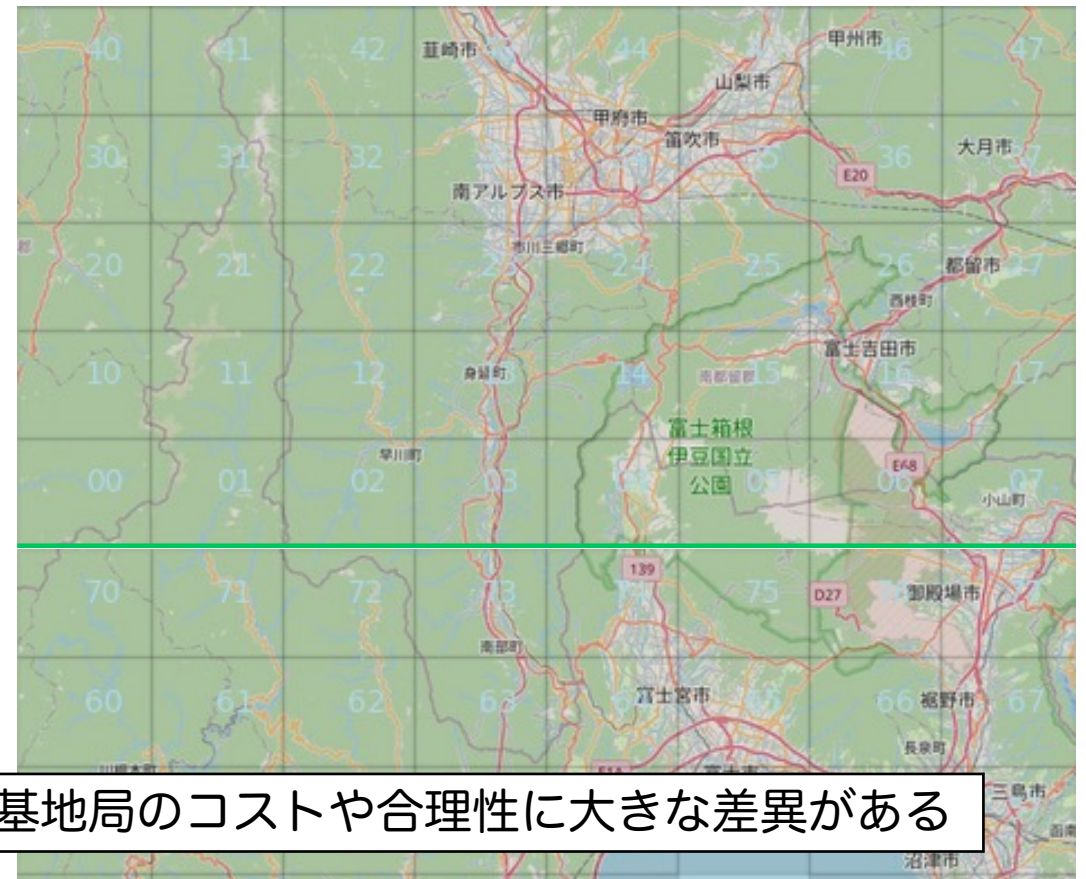 40 41 42 韮崎市 44 甲州市 46 47
山梨市
甲府市
笛吹市
30 31 32 36 大月市
E20
南アルプス市
市川三郷町
20 21 22 23 24 25 26 都留市
西桂町
富士吉田市
10 11 12 身延町 14 南都留郡 15 16 17
富士箱根
伊豆国立
公園
早川町
E68
00 01 02 03 05 06 07
小山町
139
70 71 72 75 D27 御殿場市
南部町
60 61 62 63 富士宮市 65 66 裾野市 67
長泉町
基地局のコストや合理性に大きな差異がある
三島市
沼津市